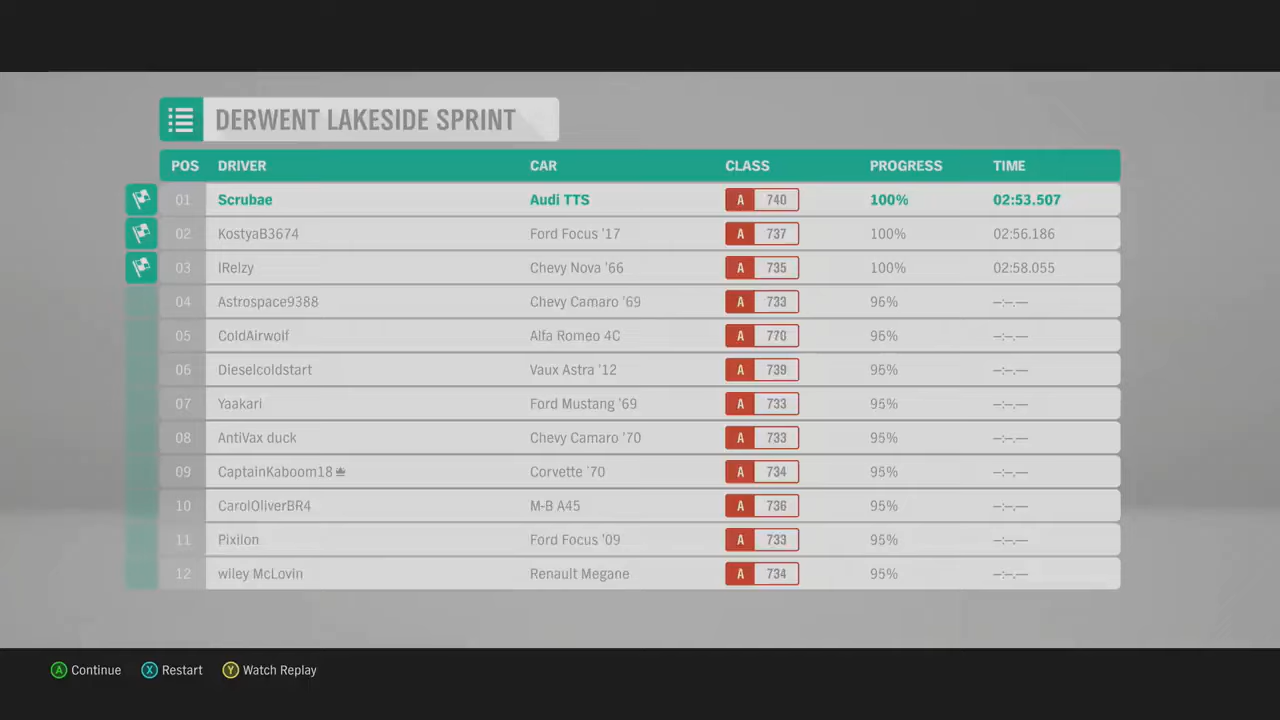 DERWENT LAKESIDE SPRINT
POS DRIVER CAR CLASS PROGRESS TIME
01 Scrubae Audi TTS A 740 100% 02:53.507
02 KostyaB3674 Ford Focus '17 A 737 100% 02:56.186
03 IRelzy Chevy Nova '66 A 735 100% 02:58.055
04 Astrospace9388 Chevy Camaro '69 A 733 96% --:--.---
05 ColdAirwolf Alfa Romeo 4C A 770 96% --:--.---
06 Dieselcoldstart Vaux Astra '12 A 739 95% --:--.---
07 Yaakari Ford Mustang '69 A 733 95% --:--.---
08 AntiVax duck Chevy Camaro '70 A 733 95% --:--.---
09 CaptainKaboom18 Corvette '70 A 734 95% --:--.---
10 CarolOliverBR4 M-B A45 A 736 95% --:--.---
11 Pixilon Ford Focus '09 A 733 95% --:--.---
12 wiley McLovin Renault Megane A 734 95% --:--.---
A Continue X Restart Y Watch Replay